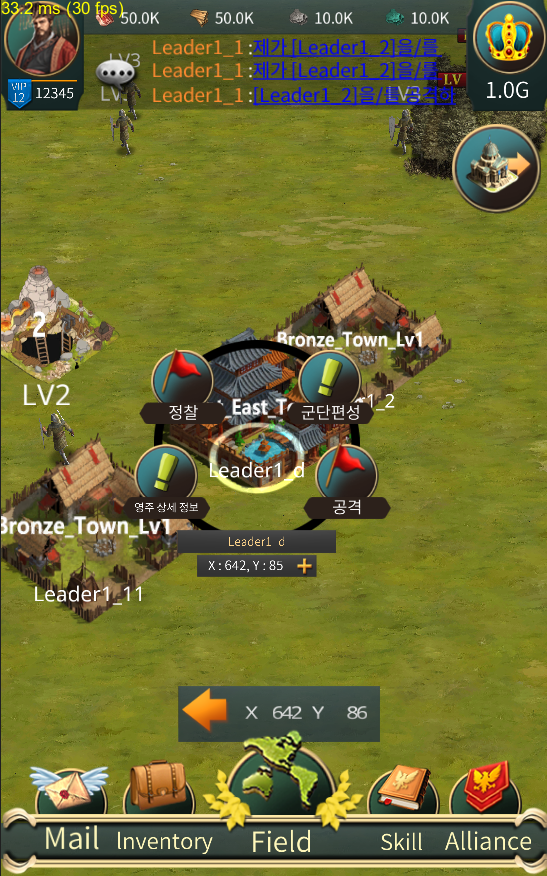 33.2 ms (30 fps)
50.0K
50.0K
10.0K
10.0K
LV3
Leader1_1 :제가 [Leader1_2]을/를
Leader1_1 :제가 [Leader1_2]을/를
Leader1_1 :[Leader1_2]을/를 공격하
LV
VIP
12
12345
1.0G
2
LV2
Bronze_Town_Lv1
정찰
East_T
군단편성
1_2
Leader1_d
영주 상세 정보
공격
Bronze_Town_Lv1
Leader1_11
Leader1_d
X : 642, Y : 85
X 642 Y 86
Mail
Inventory
Field
Skill
Alliance